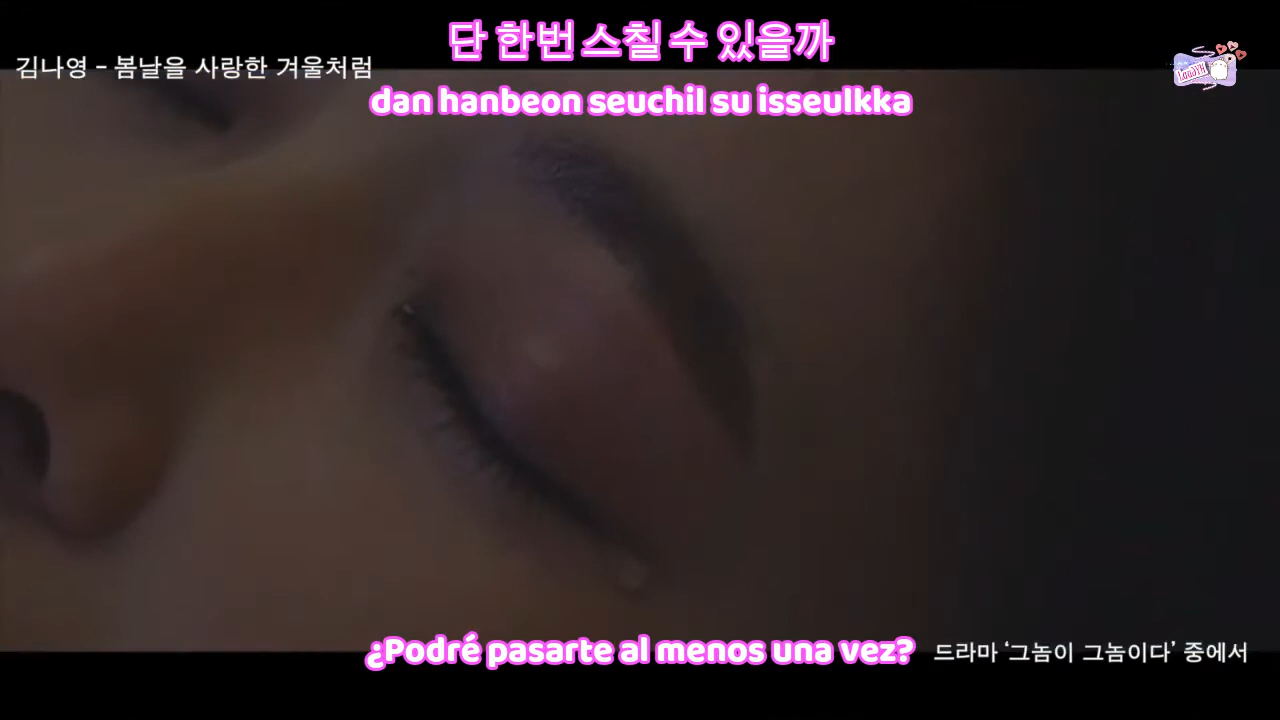 단 한번 스칠 수 있을까
김나영 - 봄날을 사랑한 겨울처럼
dan hanbeon seuchil su isseulkka
¿Podré pasarte al menos una vez?
드라마 ‘그놈이 그놈이다’ 중에서